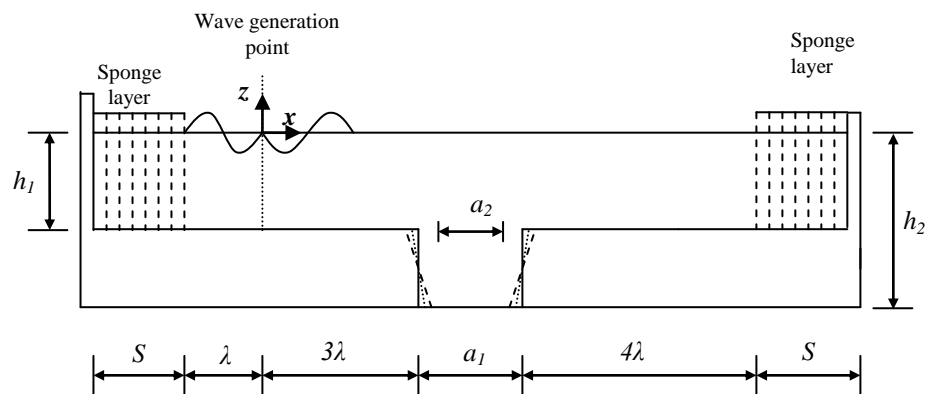 Wave generation
point
Sponge
layer
Sponge
layer
z
x
h1
a2
h2
S
λ
3λ
a1
4λ
S